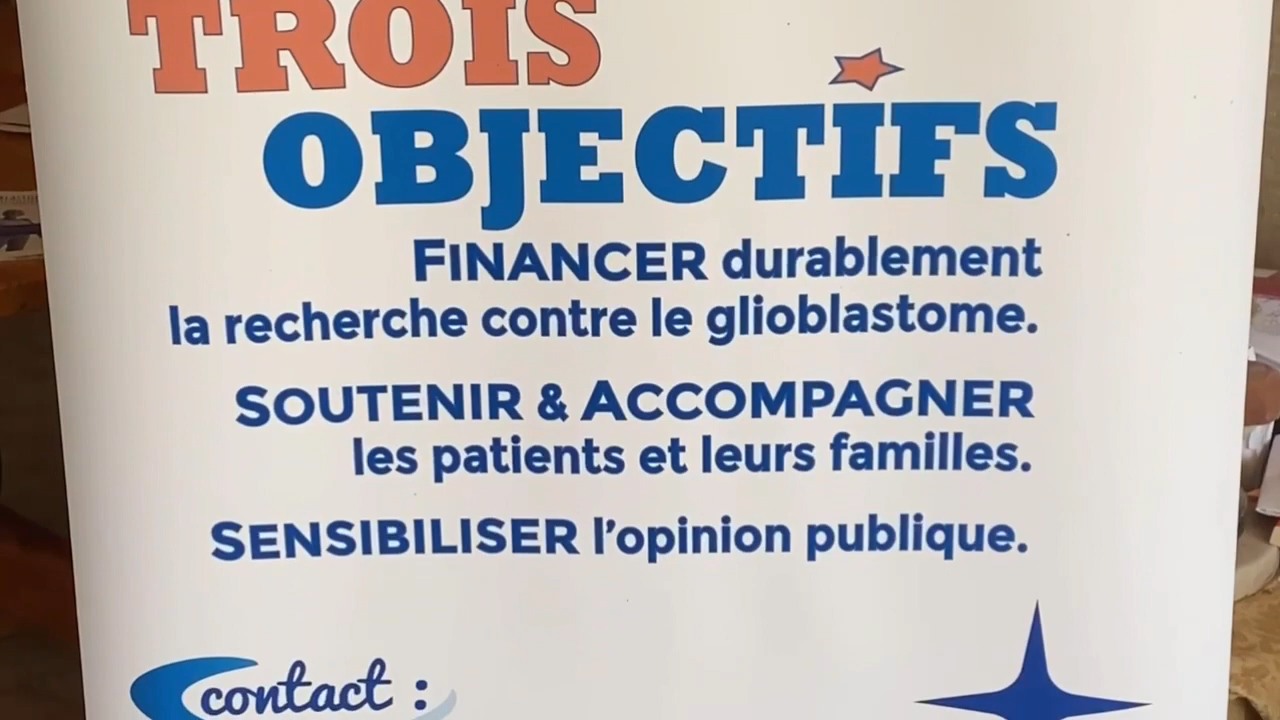 TROIS
OBJECTIFS
FINANCER durablement
la recherche contre le glioblastome.
SOUTENIR & ACCOMPAGNER
les patients et leurs familles.
SENSIBILISER l'opinion publique.
contact :